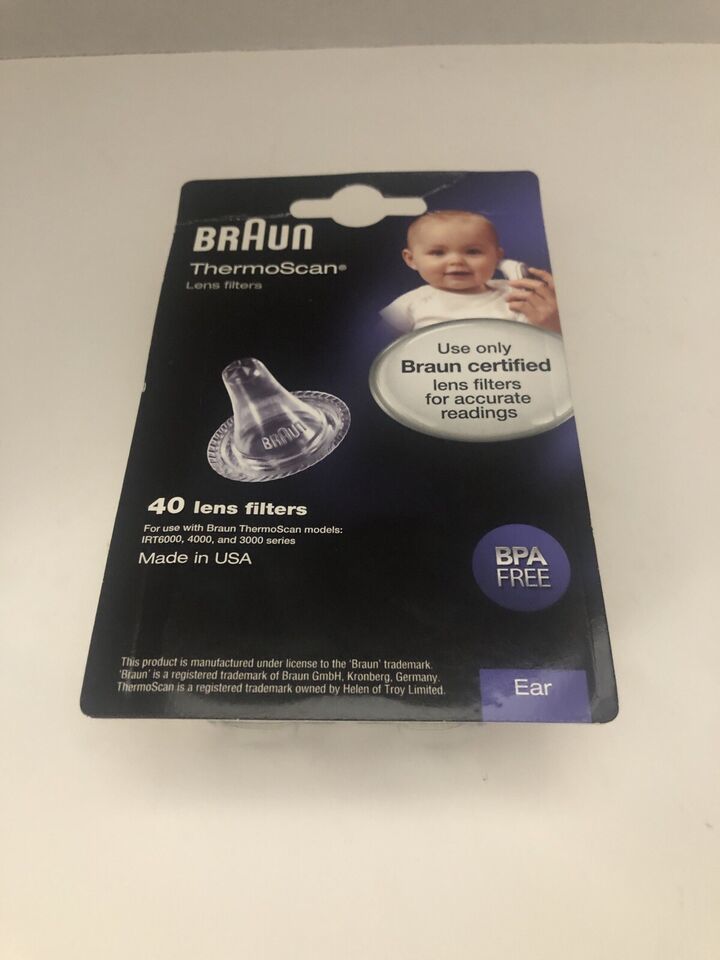 BRAUN
ThermoScan®
Lens filters
Use only
Braun certified
lens filters
for accurate
readings
BRAUN
40 lens filters
For use with Braun ThermoScan models:
IRT6000, 4000, and 3000 series
Made in USA
BPA
FREE
This product is manufactured under license to the 'Braun' trademark.
'Braun' is a registered trademark of Braun GmbH, Kronberg, Germany.
ThermoScan is a registered trademark owned by Helen of Troy Limited.
Ear